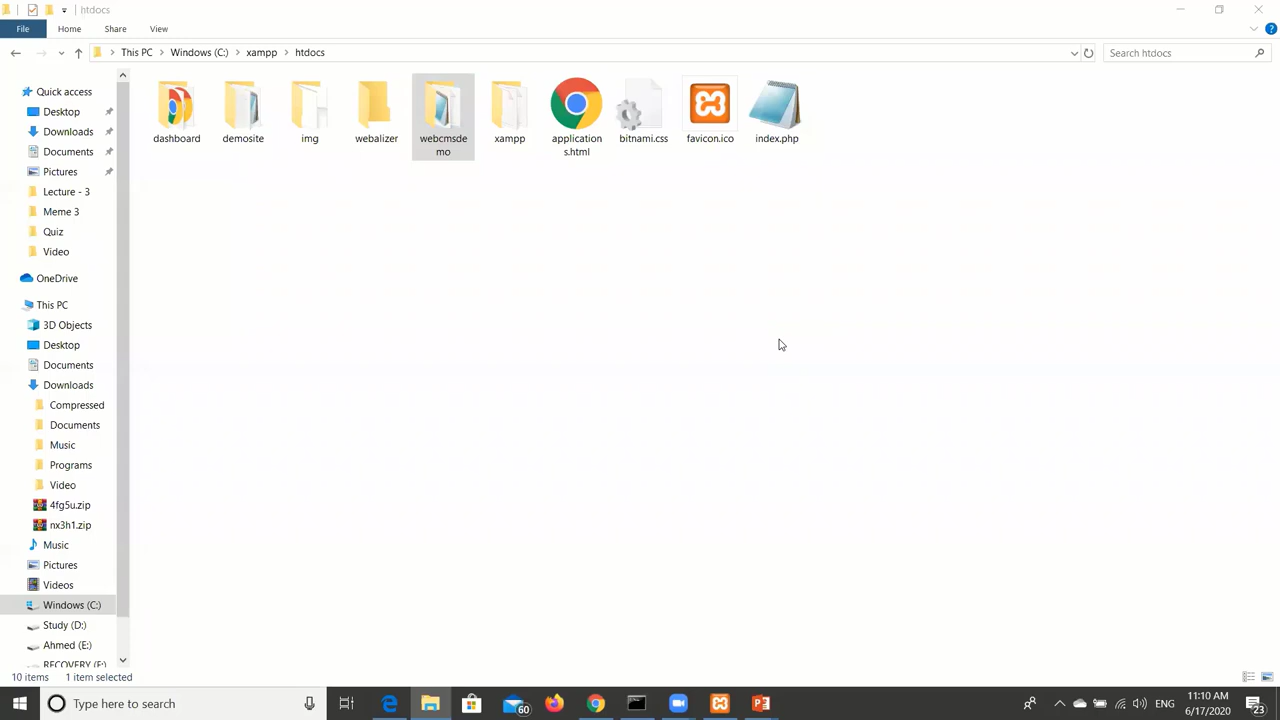 htdocs
File
Home
Share
View
This PC
Windows (C:)
xampp
htdocs
Search htdocs
Quick access
Desktop
Downloads
Documents
Pictures
Lecture - 3
Meme 3
Quiz
Video
OneDrive
This PC
3D Objects
Desktop
Documents
Downloads
Compressed
Documents
Music
Programs
Video
4fg5u.zip
nx3h1.zip
Music
Pictures
Videos
Windows (C:)
Study (D:)
Ahmed (E:)
RECOVERY (F:)
dashboard
demosite
img
webalizer
webcmsde
mo
xampp
application
s.html
bitnami.css
favicon.ico
index.php
10 items
1 item selected
Type here to search
60
ENG
11:10 AM
6/17/2020
23